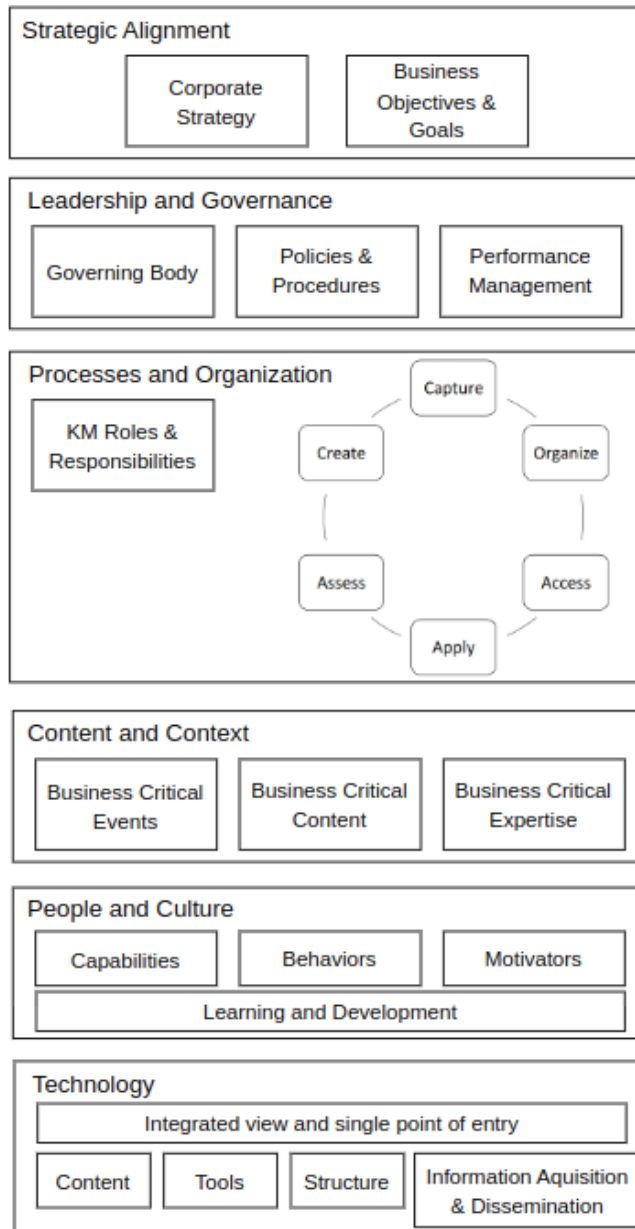 Strategic Alignment
Corporate
Strategy
Business
Objectives &
Goals
Leadership and Governance
Governing Body
Policies &
Procedures
Performance
Management
Processes and Organization
KM Roles &
Responsibilities
Capture
Organize
Access
Apply
Assess
Create
Content and Context
Business Critical
Events
Business Critical
Content
Business Critical
Expertise
People and Culture
Capabilities
Behaviors
Motivators
Learning and Development
Technology
Integrated view and single point of entry
Content
Tools
Structure
Information Aquisition
& Dissemination